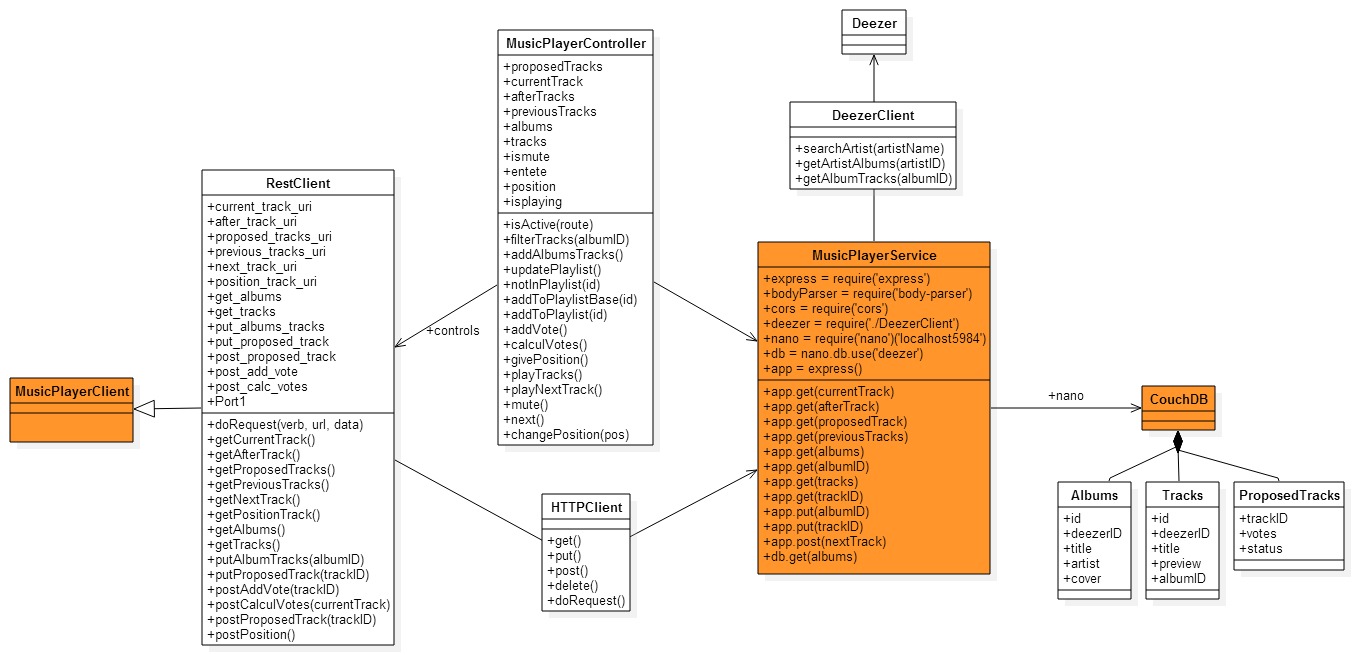 Deezer
DeezerClient
+searchArtist(artistName)
+getArtistAlbums(artistID)
+getAlbumTracks(albumID)
MusicPlayerController
+proposedTracks
+currentTrack
+afterTracks
+previousTracks
+albums
+tracks
+ismute
+entete
+position
+isplaying
+isActive(route)
+filterTracks(albumID)
+addAlbumsTracks()
+updatePlaylist()
+notInPlaylist(id)
+addToPlaylistBase(id)
+addToPlaylist(id)
+addVote()
+calculVotes()
+givePosition()
+playTracks()
+playNextTrack()
+mute()
+next()
+changePosition(pos)
RestClient
+current_track_uri
+after_track_uri
+proposed_tracks_uri
+previous_tracks_uri
+next_track_uri
+position_track_uri
+get_albums
+get_tracks
+put_albums_tracks
+put_proposed_track
+post_proposed_track
+post_add_vote
+post_calc_votes
+Port1
+doRequest(verb, url, data)
+getCurrentTrack()
+getAfterTrack()
+getProposedTracks()
+getPreviousTracks()
+getNextTrack()
+getPositionTrack()
+getAlbums()
+getTracks()
+putAlbumTracks(albumID)
+putProposedTrack(trackID)
+postAddVote(trackID)
+postCalculVotes(currentTrack)
+postProposedTrack(trackID)
+postPosition()
+controls
MusicPlayerClient
HTTPClient
+get()
+put()
+post()
+delete()
+doRequest()
MusicPlayerService
+express = require('express')
+bodyParser = require('body-parser')
+cors = require('cors')
+deezer = require('./DeezerClient')
+nano = require('nano')('localhost5984')
+db = nano.db.use('deezer')
+app = express()
+app.get(currentTrack)
+app.get(afterTrack)
+app.get(proposedTrack)
+app.get(previousTracks)
+app.get(albums)
+app.get(albumID)
+app.get(tracks)
+app.get(trackID)
+app.put(albumID)
+app.put(trackID)
+app.post(nextTrack)
+db.get(albums)
+nano
CouchDB
Albums
+id
+deezerID
+title
+artist
+cover
Tracks
+id
+deezerID
+title
+preview
+albumID
ProposedTracks
+trackID
+votes
+status